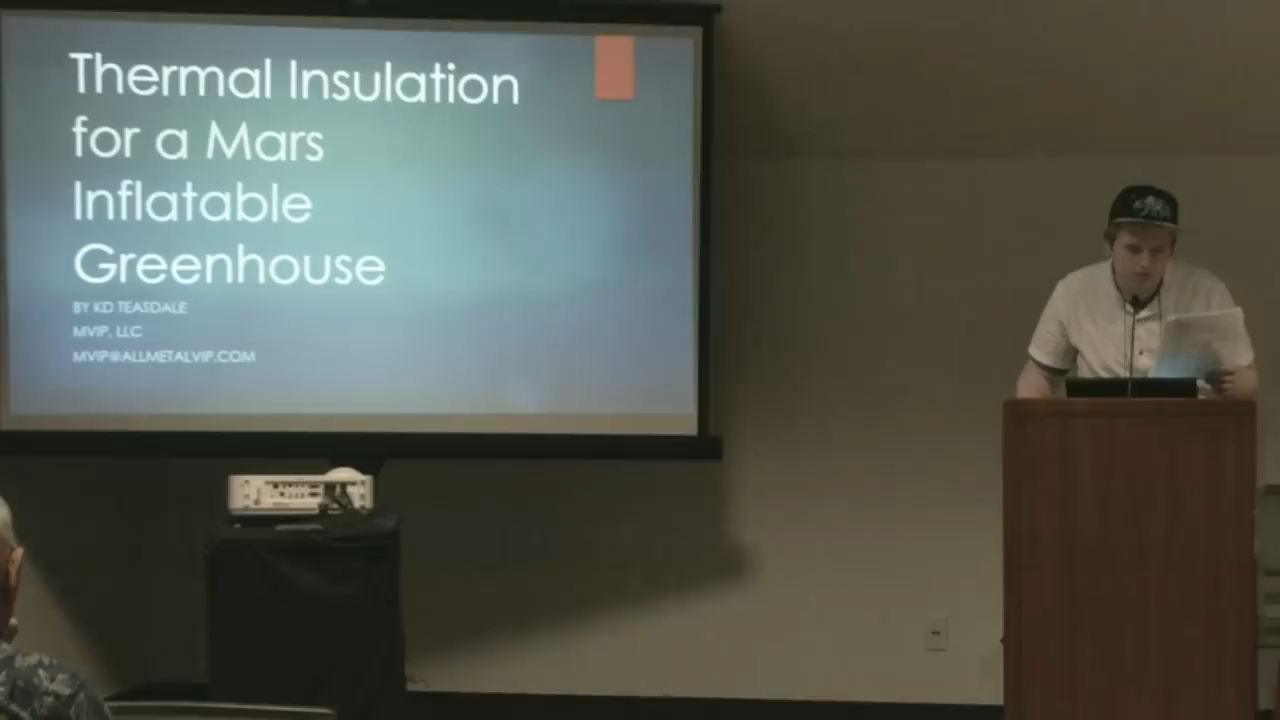 Thermal Insulation
for a Mars
Inflatable
Greenhouse
BY KD TEASDALE
MVIP, LLC
MVIP@ALLMETALVIP.COM